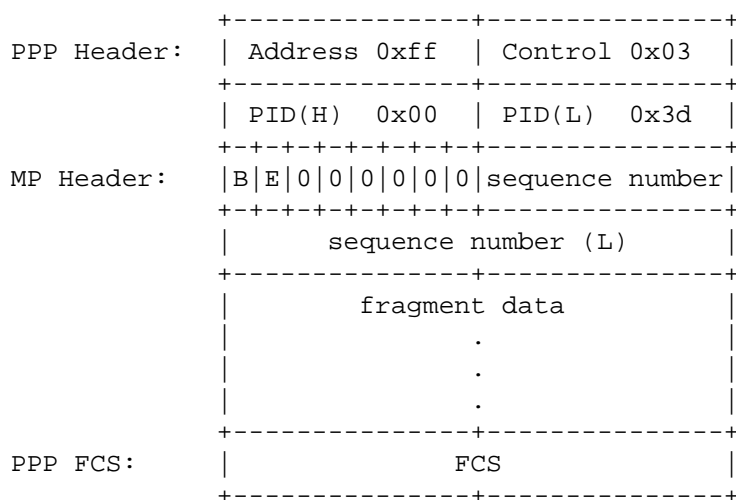 +---------------+---------------+
PPP Header:  | Address 0xff  | Control 0x03  |
             +---------------+---------------+
             | PID(H)  0x00  | PID(L)  0x3d  |
             +-+-+-+-+-+-+-+-+---------------+
MP Header:   |B|E|0|0|0|0|0|0|sequence number|
             +-+-+-+-+-+-+-+-+---------------+
             |      sequence number (L)      |
             +---------------+---------------+
             |        fragment data          |
             |               .               |
             |               .               |
             |               .               |
             +---------------+---------------+
PPP FCS:     |              FCS              |
             +---------------+---------------+